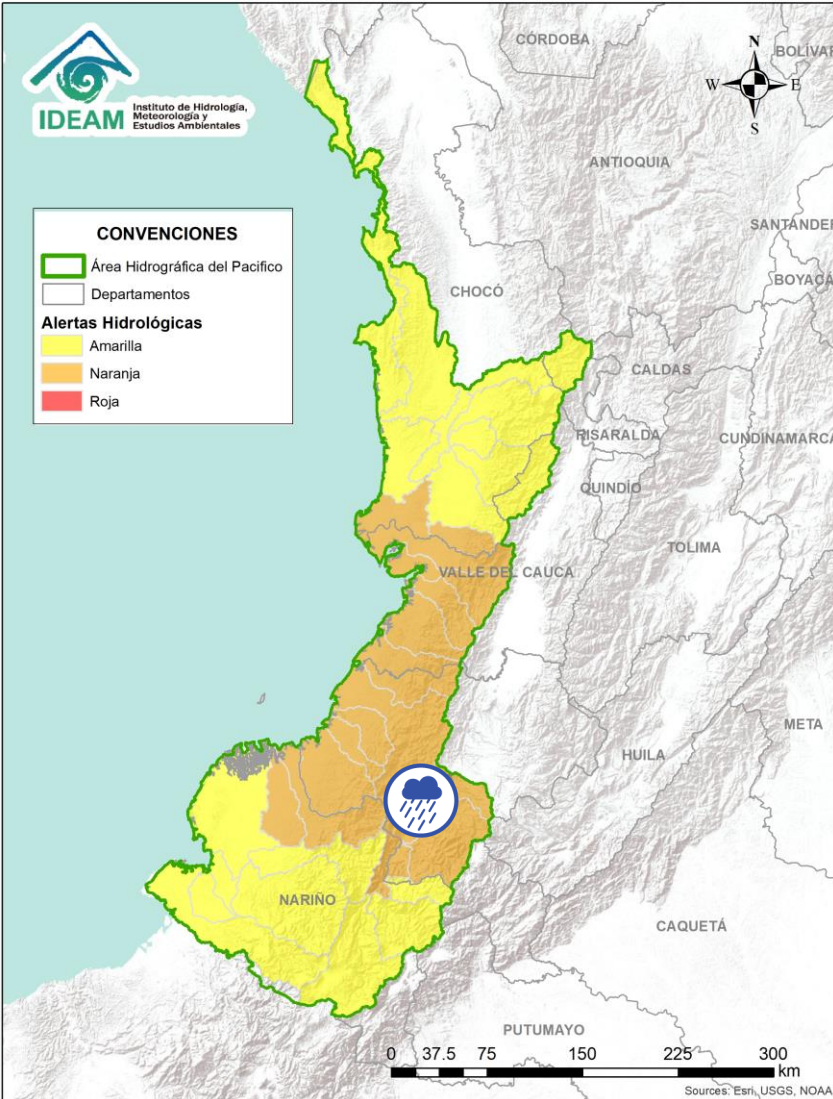 IDEAM
Instituto de Hidrología,
Meteorología y
Estudios Ambientales
N
W
E
S
CÓRDOBA
BOLÍVAR
ANTIOQUIA
SANTANDER
BOYACÁ
CONVENCIONES
Área Hidrográfica del Pacifico
Departamentos
Alertas Hidrológicas
Amarilla
Naranja
Roja
CHOCÓ
CALDAS
RISARALDA
CUNDINAMARCA
QUINDÍO
TOLIMA
VALLE DEL CAUCA
META
HUILA
NARIÑO
CAQUETÁ
PUTUMAYO
0 37.5 75 150 225 300
km
Sources: Esri, USGS, NOAA